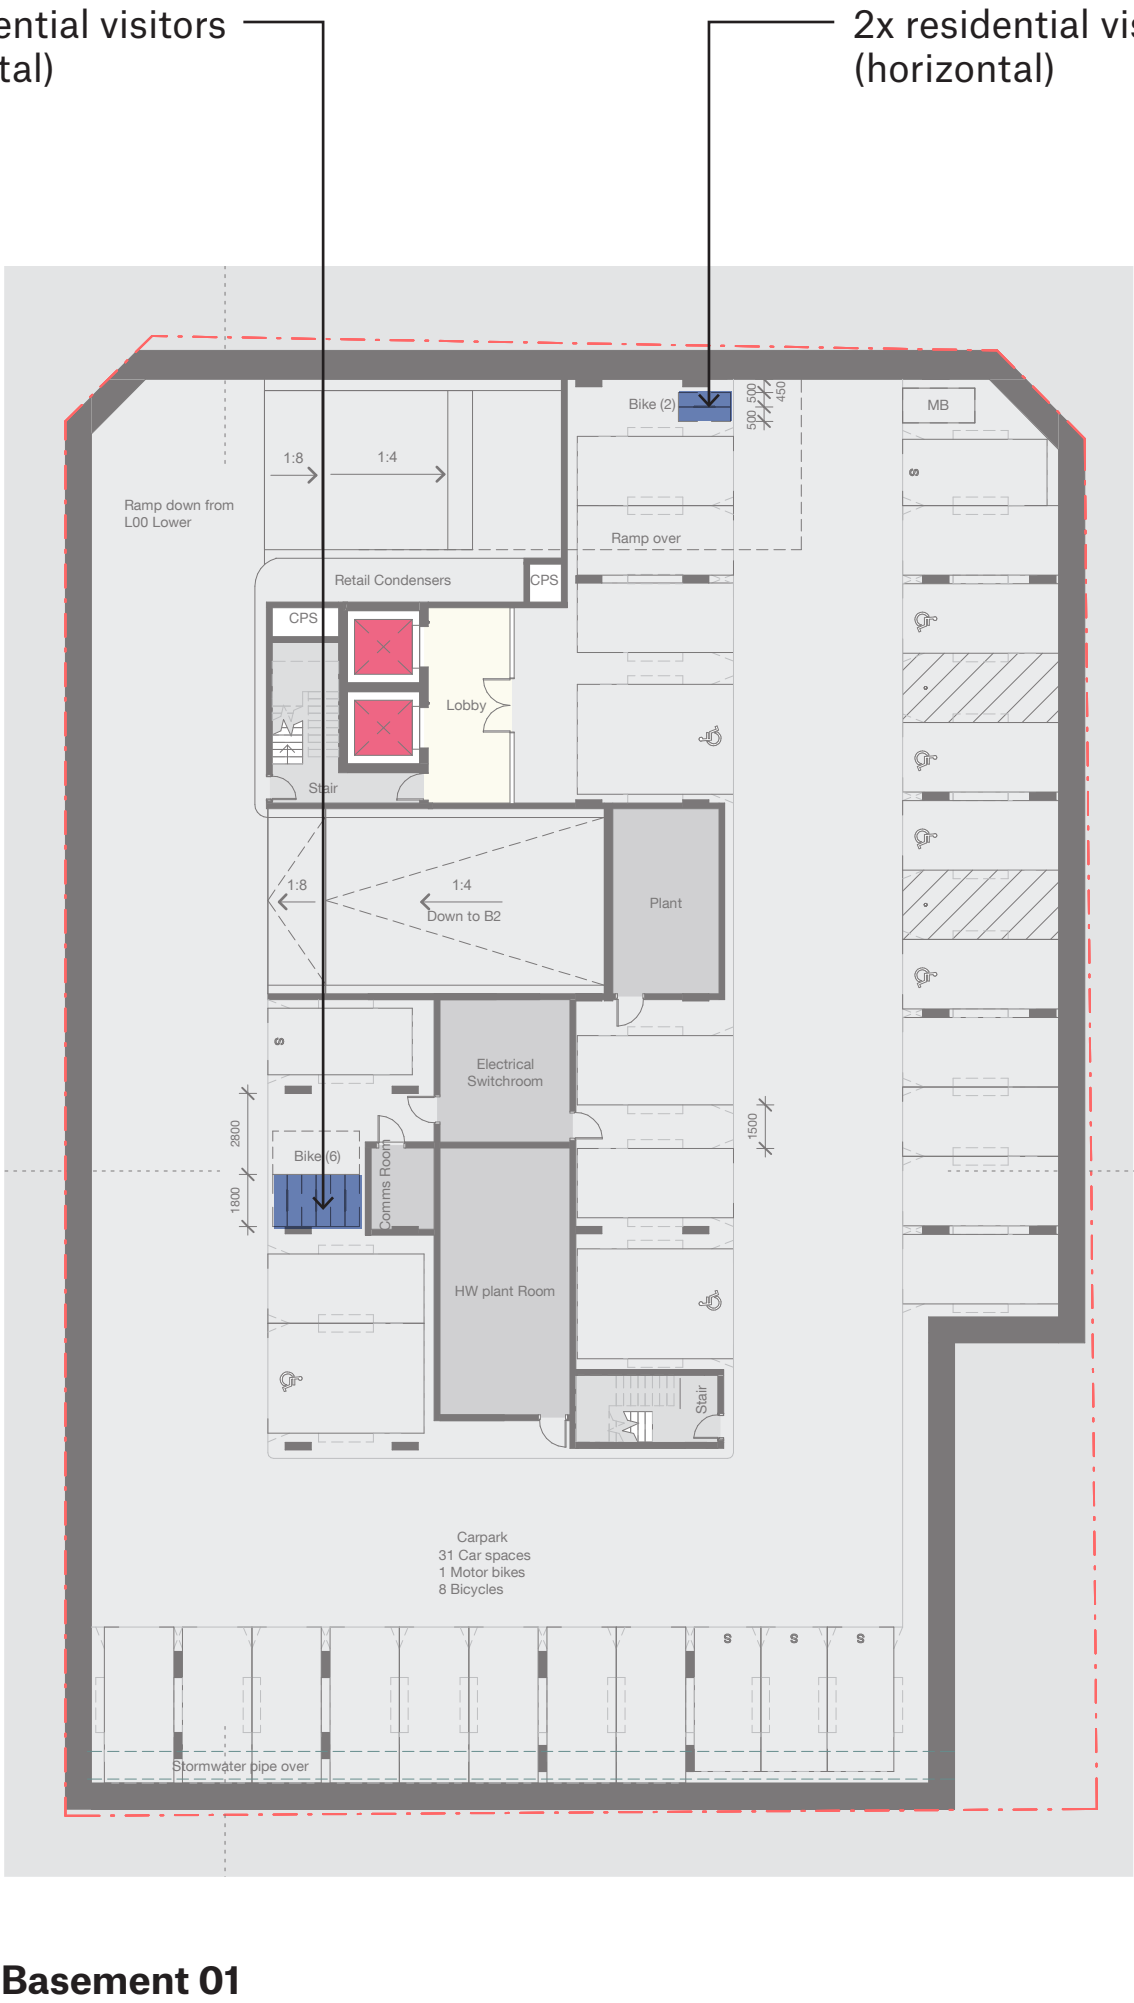 ential visitors
tal)
2x residential vis
(horizontal)
Bike (2)
500
500
450
MB
1:8
1:4
S
Ramp down from
L00 Lower
Ramp over
Retail Condensers
CPS
CPS
Lobby
Stair
1:8
1:4
Down to B2
Plant
S
Electrical
Switchroom
2800
1500
Bike (6)
Comms Room
1800
HW plant Room
Stair
Carpark
31 Car spaces
1 Motor bikes
8 Bicycles
S
S
S
Stormwater pipe over
Basement 01